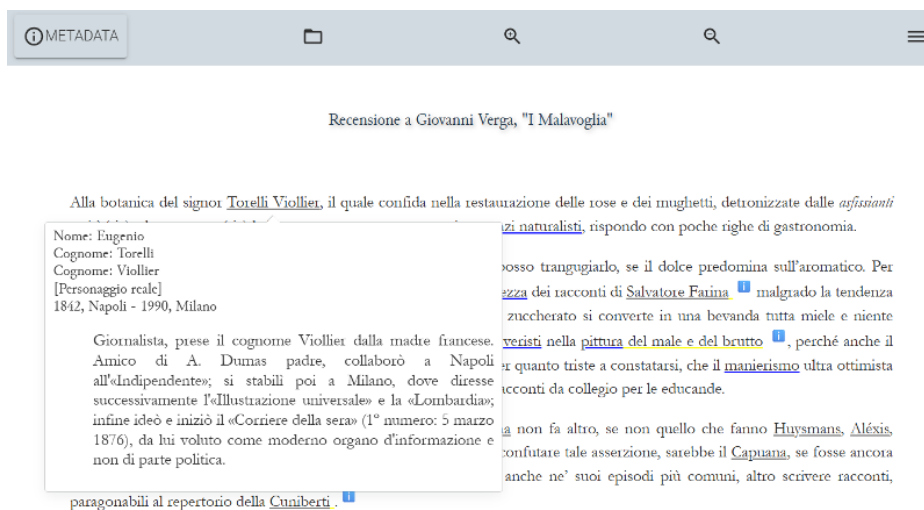 METADATA
Recensione a Giovanni Verga, "I Malavoglia"
Alla botanica del signor Torelli Viollier, il quale confida nella restaurazione delle rose e dei mughetti, detronizzate dalle asfissianti
zi naturalisti, rispondo con poche righe di gastronomia.
Nome: Eugenio
Cognome: Torelli
Cognome: Viollier
[Personaggio reale]
1842, Napoli - 1990, Milano
Giornalista, prese il cognome Viollier dalla madre francese.
Amico di A. Dumas padre, collaborò a Napoli
all'«Indipendente»; si stabilì poi a Milano, dove diresse
successivamente l'«Illustrazione universale» e la «Lombardia»;
infine ideò e iniziò il «Corriere della sera» (1° numero: 5 marzo
1876), da lui voluto come moderno organo d'informazione e
non di parte politica.
posso trangugiarlo, se il dolce predomina sull'aromatico. Per
ezza dei racconti di Salvatore Farina malgrado la tendenza
zuccherato si converte in una bevanda tutta miele e niente
veristi nella pittura del male e del brutto , perché anche il
er quanto triste a constatarsi, che il manierismo ultra ottimista
acconti da collegio per le educande.
na non fa altro, se non quello che fanno Huysmans, Aléxis,
confutare tale asserzione, sarebbe il Capuana, se fosse ancora
anche ne' suoi episodi più comuni, altro scrivere racconti,
paragonabili al repertorio della Cuniberti .